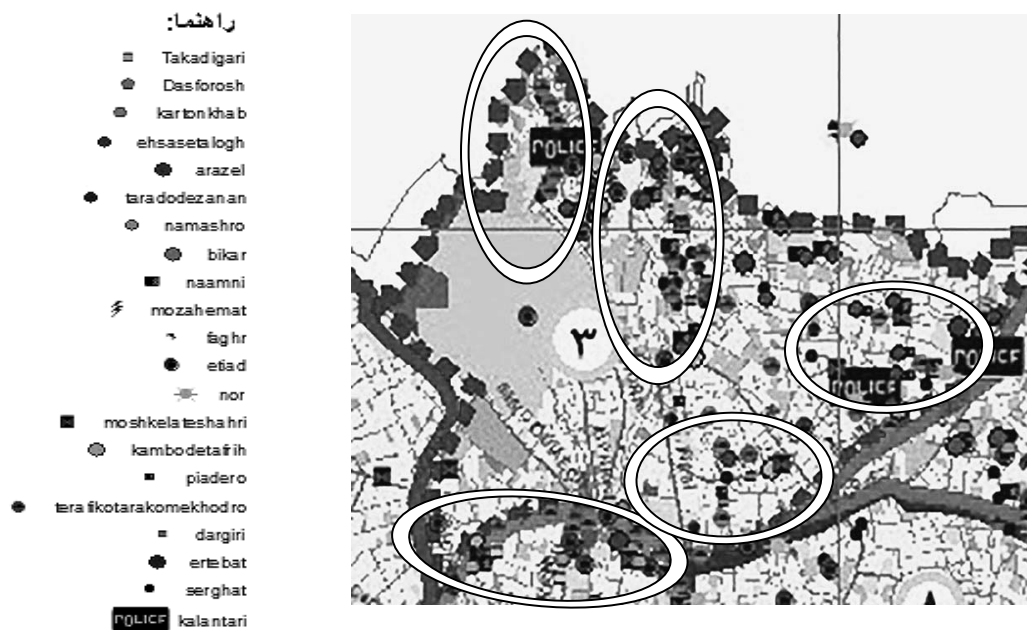 راهنما:
Takadigari
Dasforosh
kartonkhab
ehsasetalogh
arazel
taradodezanan
namashro
bikar
naamni
mozahemat
faghr
etiad
nor
moshkelateshahri
kambodetafrih
piadero
terafikotarakomekhodro
dargiri
ertebat
serghat
POLICE kalantari
POLICE
۳
POLICE
POLICE